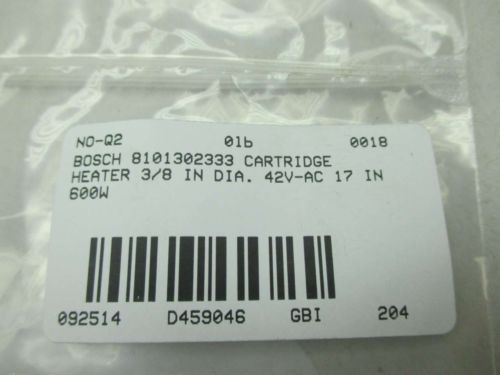 NO-Q2 01b 0018
BOSCH 8101302333 CARTRIDGE
HEATER 3/8 IN DIA. 42V-AC 17 IN
600W
092514 D459046 GBI 204